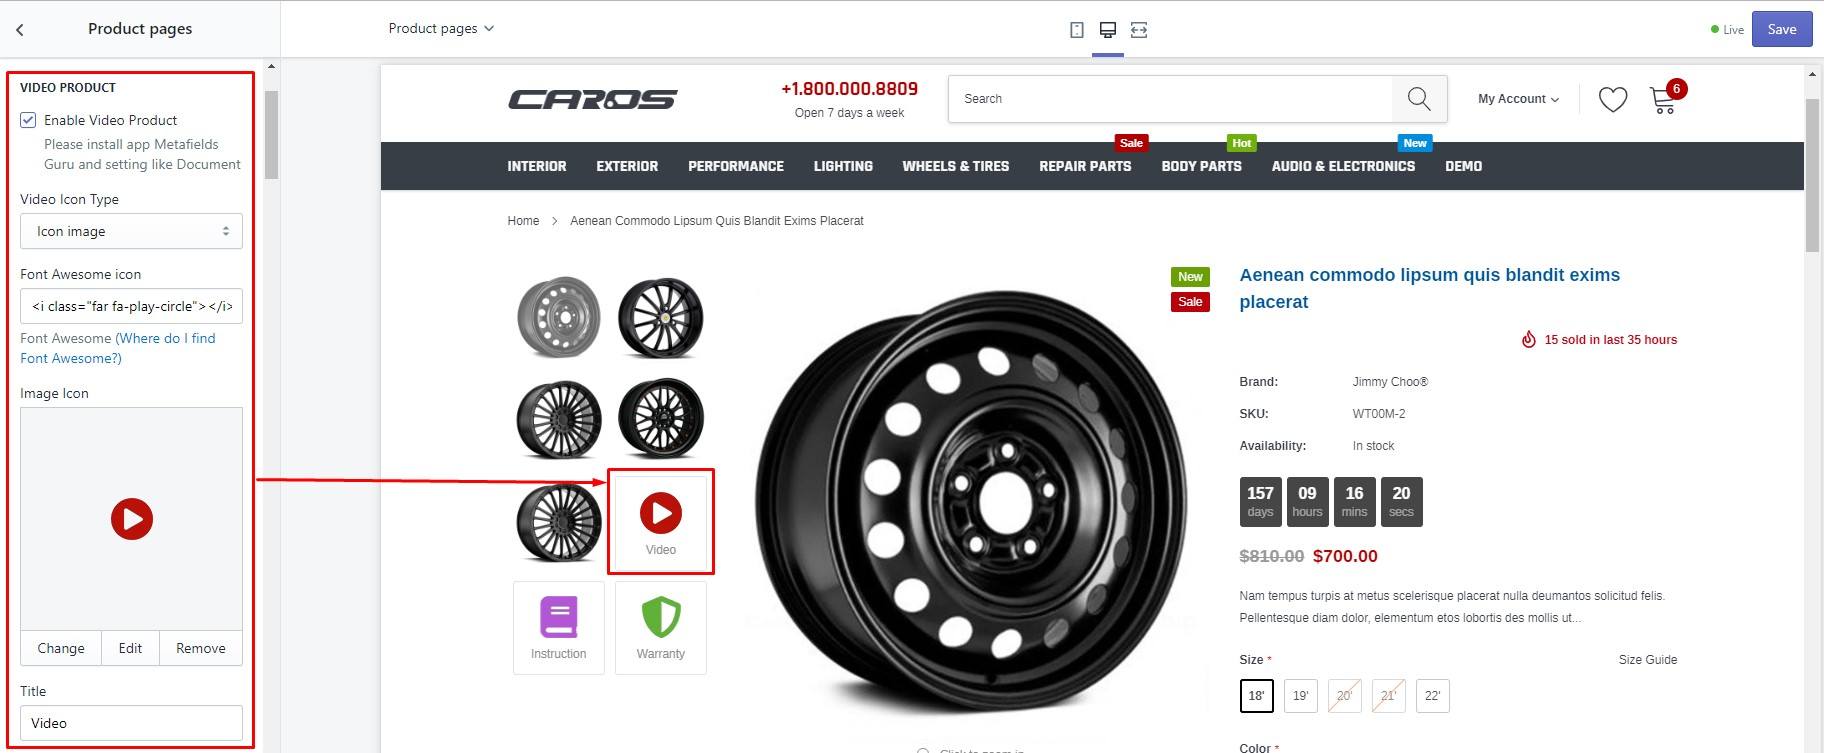 Product pages
Product pages
Live
Save
VIDEO PRODUCT
Enable Video Product
Please install app Metafields
Guru and setting like Document
Video Icon Type
Icon image
Font Awesome icon
<i class="far fa-play-circle"></i>
Font Awesome (Where do I find
Font Awesome?)
Image Icon
Change Edit Remove
Title
Video
CAROS
+1.800.000.8809
Open 7 days a week
Search
My Account
6
Sale
Hot
New
INTERIOR EXTERIOR PERFORMANCE LIGHTING WHEELS & TIRES REPAIR PARTS BODY PARTS AUDIO & ELECTRONICS DEMO
Home > Aenean Commodo Lipsum Quis Blandit Exims Placerat
Video
Instruction
Warranty
New
Sale
Click to zoom in
Aenean commodo lipsum quis blandit exims
placerat
15 sold in last 35 hours
Brand: Jimmy Choo®
SKU: WT00M-2
Availability: In stock
157 09 16 20
days hours mins secs
$810.00 $700.00
Nam tempus turpis at metus scelerisque placerat nulla deumantos solicitud felis.
Pellentesque diam dolor, elementum etos lobortis des mollis ut...
Size * Size Guide
18' 19' 20' 21' 22'
Color *